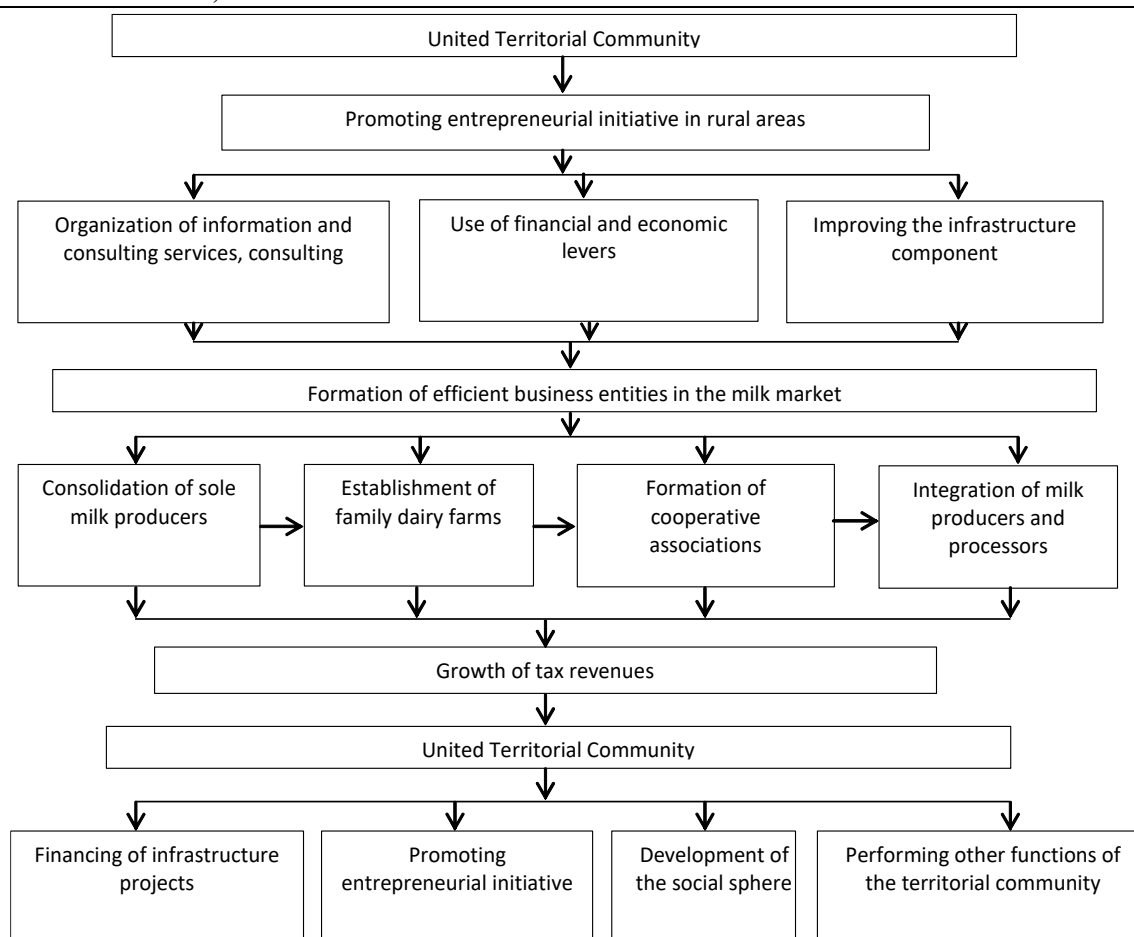 United Territorial Community
Promoting entrepreneurial initiative in rural areas
Organization of information and
consulting services, consulting
Use of financial and economic
levers
Improving the infrastructure
component
Formation of efficient business entities in the milk market
Consolidation of sole
milk producers
Establishment of
family dairy farms
Formation of
cooperative
associations
Integration of milk
producers and
processors
Growth of tax revenues
United Territorial Community
Financing of infrastructure
projects
Promoting
entrepreneurial initiative
Development of
the social sphere
Performing other functions of
the territorial community